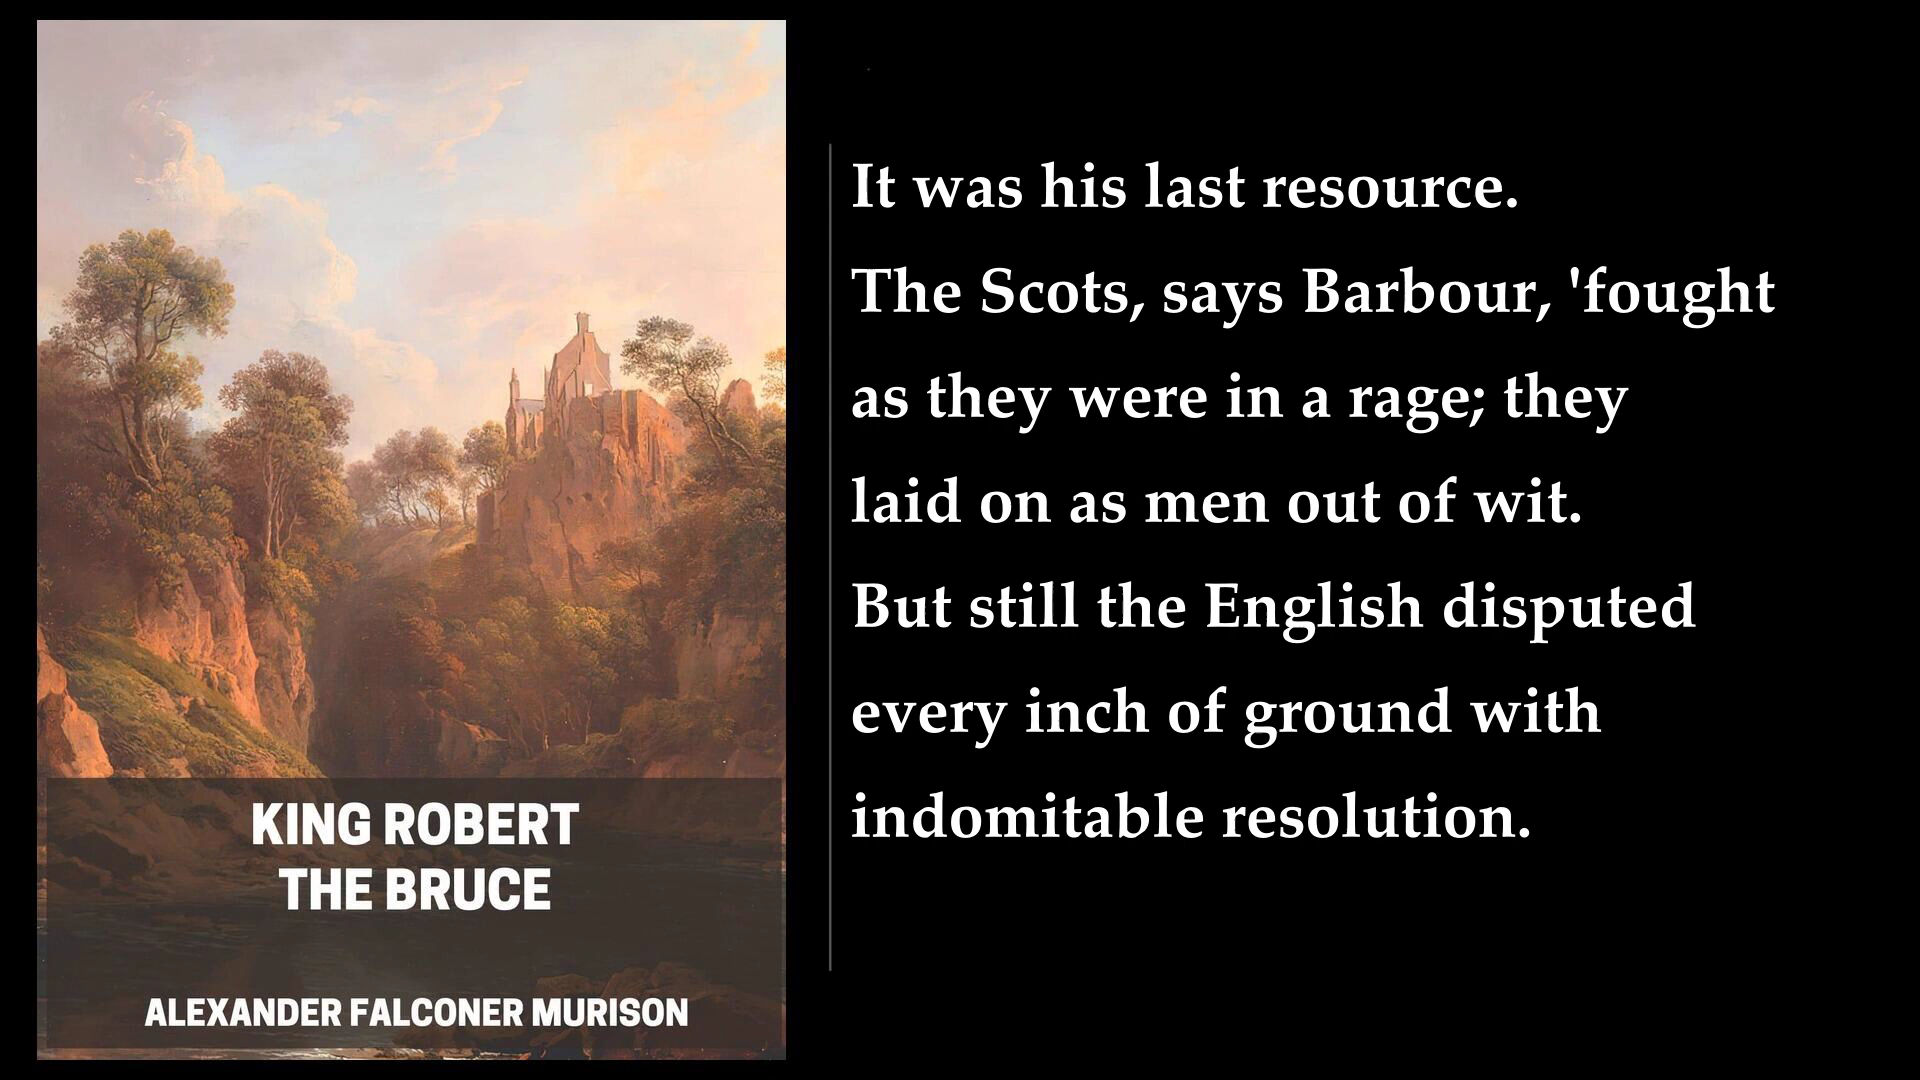 KING ROBERT
THE BRUCE
ALEXANDER FALCONER MURISON
It was his last resource.
The Scots, says Barbour, 'fought
as they were in a rage; they
laid on as men out of wit.
But still the English disputed
every inch of ground with
indomitable resolution.